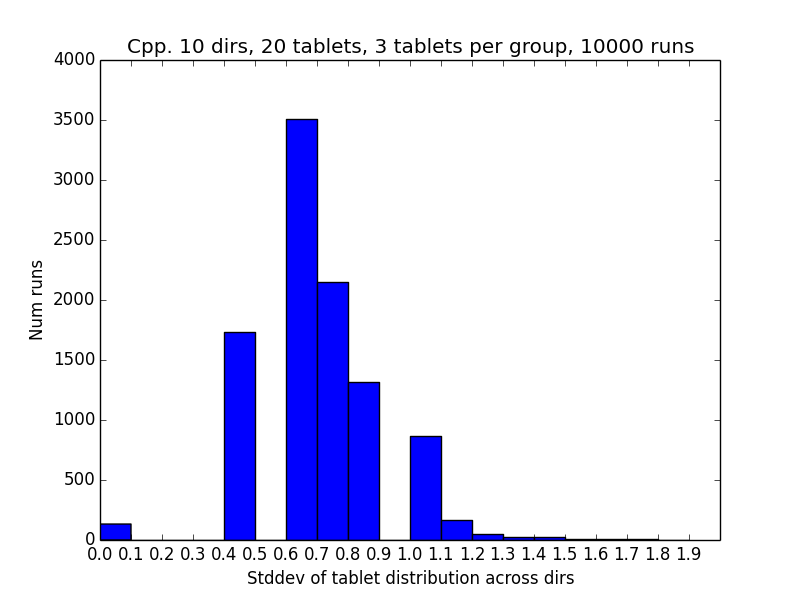 Cpp. 10 dirs, 20 tablets, 3 tablets per group, 10000 runs
4000
3500
3000
2500
2000
1500
1000
500
0
Num runs
0.0 0.1 0.2 0.3 0.4 0.5 0.6 0.7 0.8 0.9 1.0 1.1 1.2 1.3 1.4 1.5 1.6 1.7 1.8 1.9
Stddev of tablet distribution across dirs